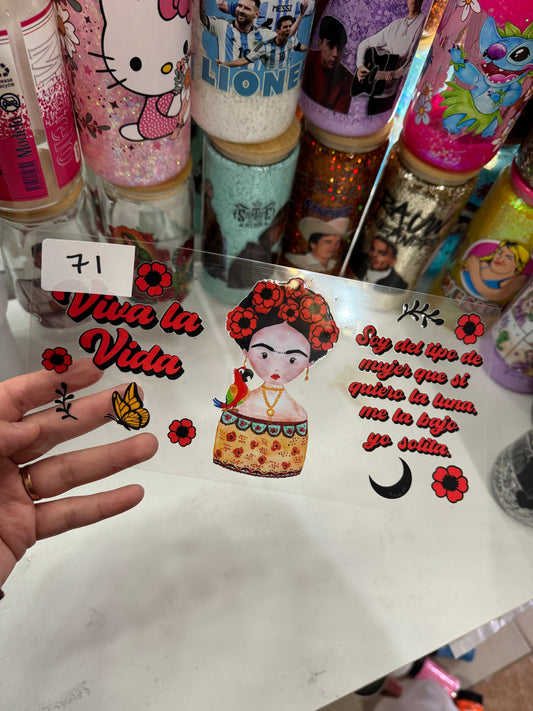 MESSI
LIONEL
71
Viva la
Vida
Soy del tipo de
mujer que si
quiero la luna,
me la bajo
yo solita.